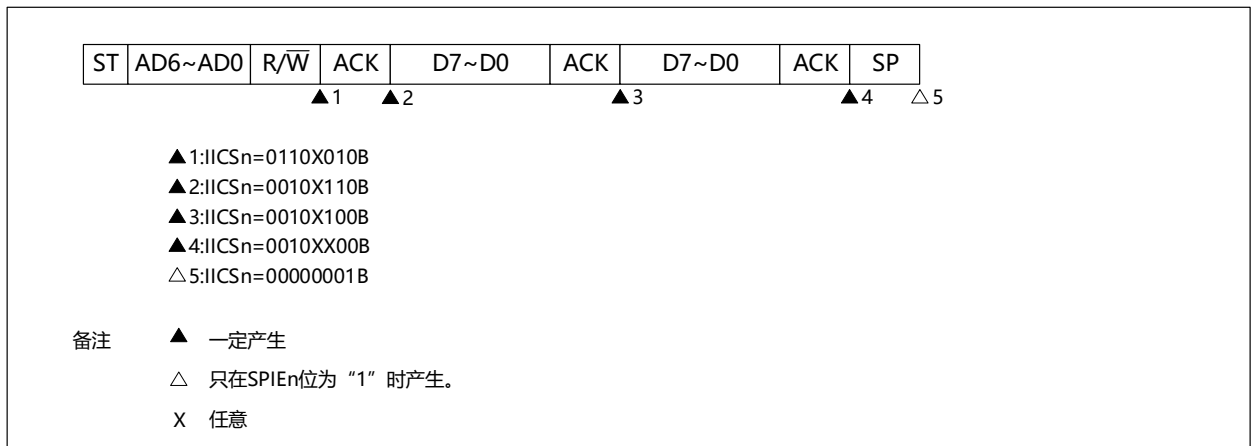 ST AD6~AD0 R/W̅ ACK D7~D0 ACK D7~D0 ACK SP
▲1 ▲2 ▲3 ▲4 △5
▲1:IICSn=0110X010B
▲2:IICSn=0010X110B
▲3:IICSn=0010X100B
▲4:IICSn=0010XX00B
△5:IICSn=00000001B
备注 ▲ 一定产生
△ 只在SPIEn位为“1”时产生。
X 任意